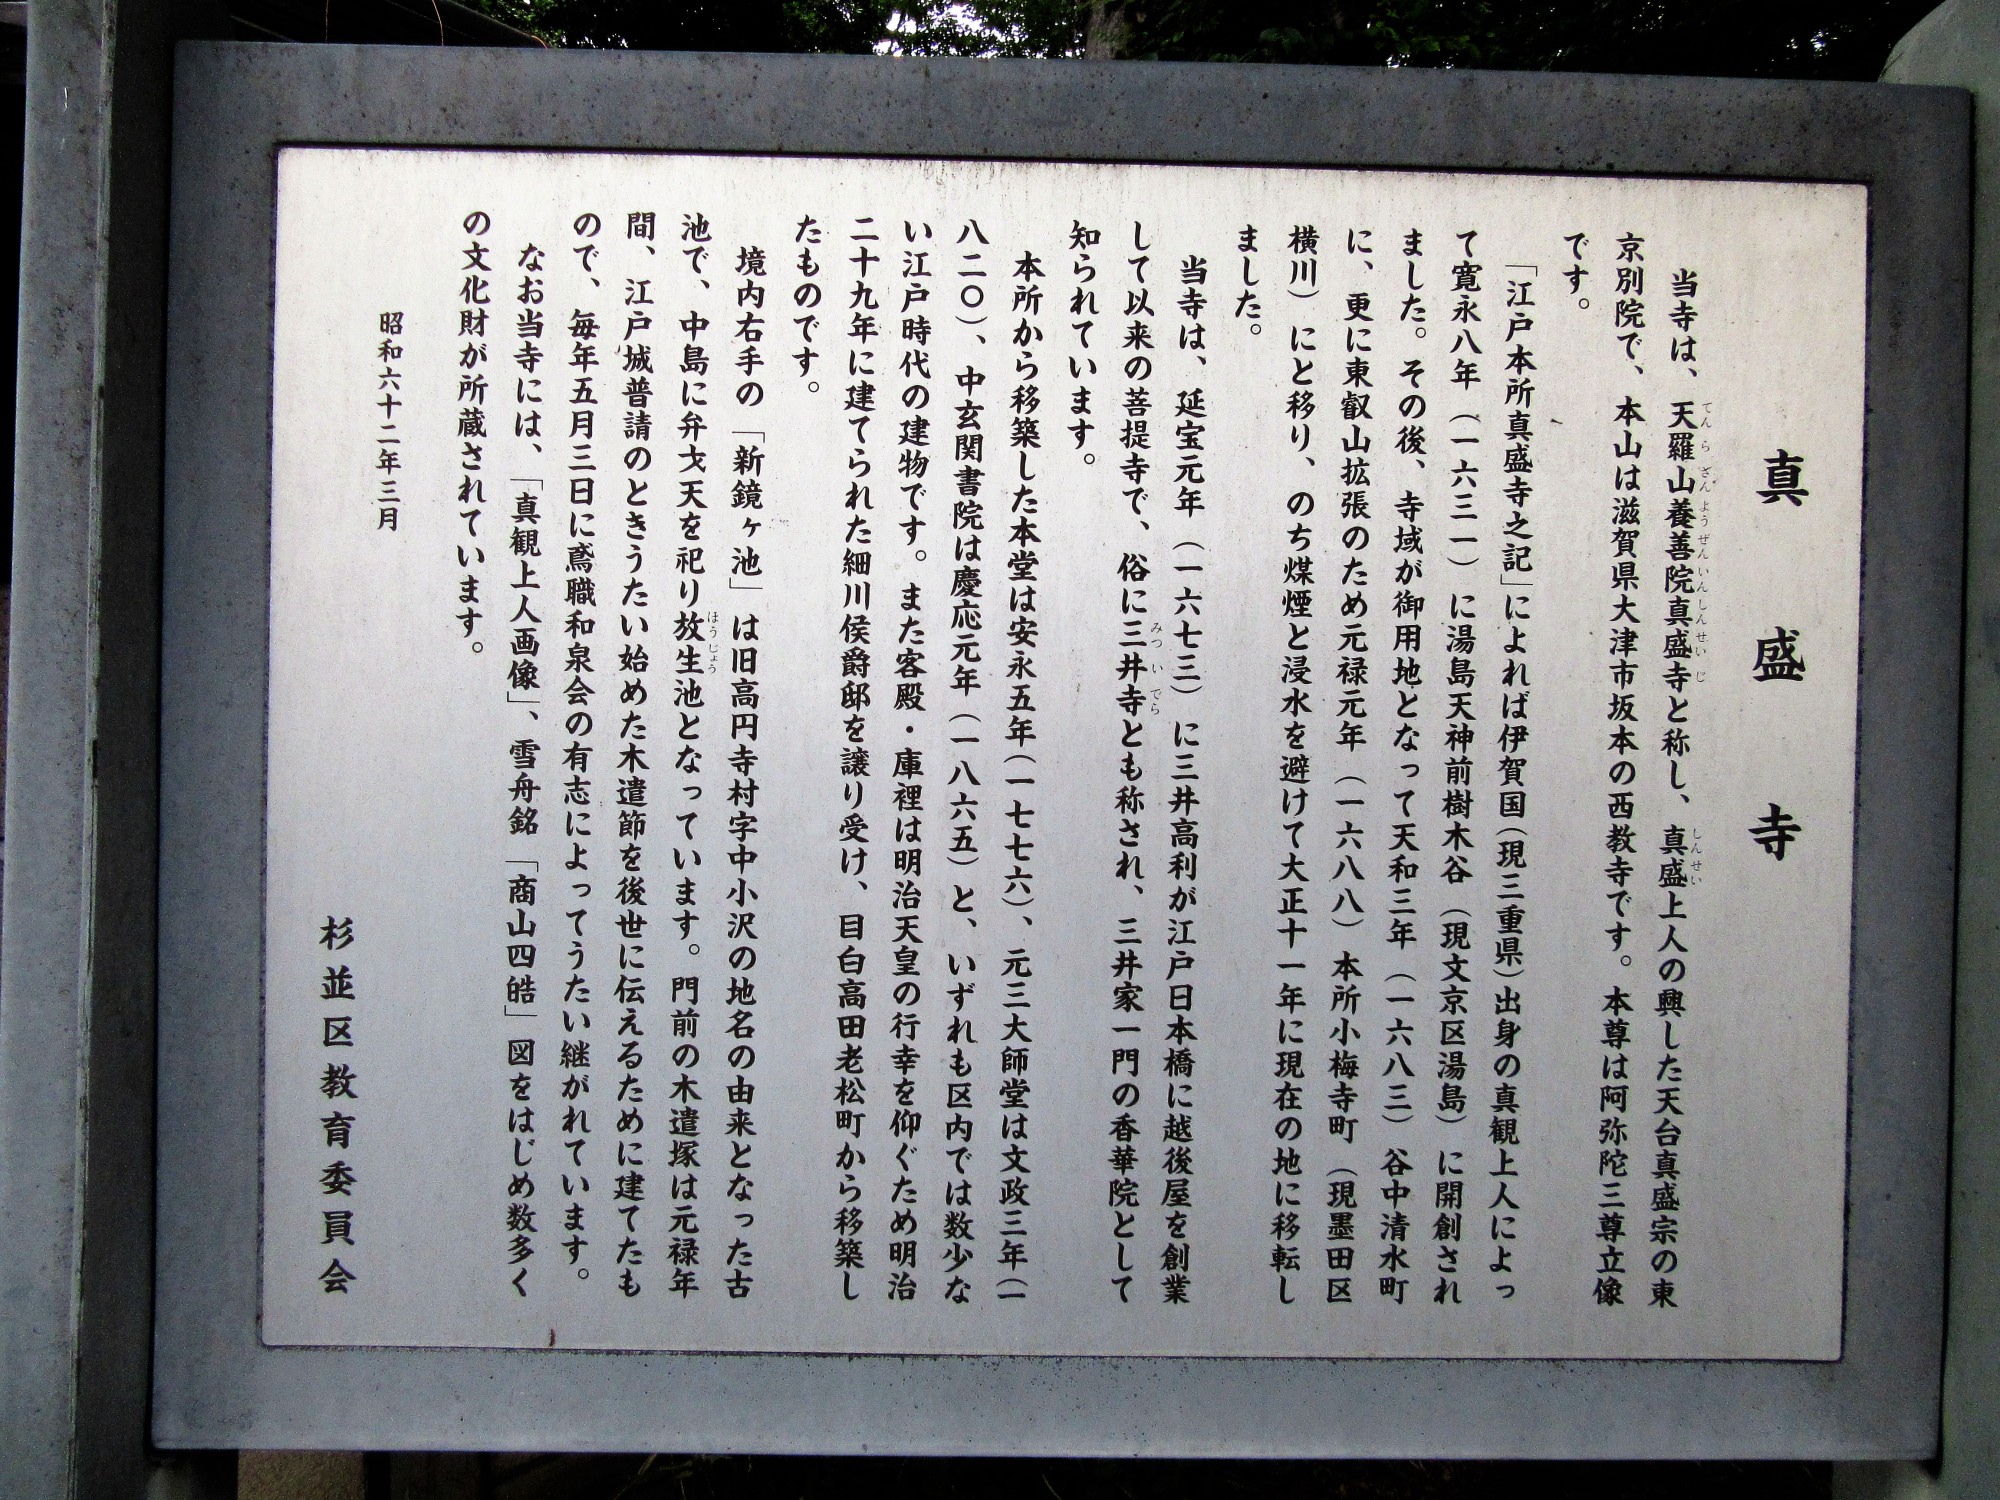 真盛寺
当寺は、天羅山養善院真盛寺と称し、真盛上人の興した天台真盛宗の東
京別院で、本山は滋賀県大津市坂本の西教寺です。本尊は阿弥陀三尊立像
です。
「江戸本所真盛寺之記」によれば伊賀国(現三重県)出身の真観上人によっ
て寛永八年(一六三一)に湯島天神前樹木谷(現文京区湯島)に開創され
ました。その後、寺域が御用地となって天和三年(一六八三)谷中清水町
に、更に東叡山拡張のため元禄元年(一六八八)本所小梅寺町(現墨田区
横川)にと移り、のち煤煙と浸水を避けて大正十一年に現在の地に移転し
ました。
当寺は、延宝元年(一六七三)に三井高利が江戸日本橋に越後屋を創業
して以来の菩提寺で、俗に三井寺とも称され、三井家一門の香華院として
知られています。
本所から移築した本堂は安永五年(一七七六)、元三大師堂は文政三年(一
八二〇)、中玄関書院は慶応元年(一八六五)と、いずれも区内では数少な
い江戸時代の建物です。また客殿・庫裡は明治天皇の行幸を仰ぐため明治
二十九年に建てられた細川侯爵邸を譲り受け、目白高田老松町から移築し
たものです。
境内右手の「新鏡ヶ池」は旧高円寺村字中小沢の地名の由来となった古
池で、中島に弁戈天を祀り放生池となっています。門前の木遣塚は元禄年
間、江戸城普請のときうたい始めた木遣節を後世に伝えるために建てたも
ので、毎年五月三日に鳶職和泉会の有志によってうたい継がれています。
なお当寺には、「真観上人画像」、雪舟銘「商山四皓」図をはじめ数多く
の文化財が所蔵されています。
昭和六十二年三月
杉並区教育委員会
てんらざんようぜんいんしんせいじ
しんせい
みついでら
ほうじょう